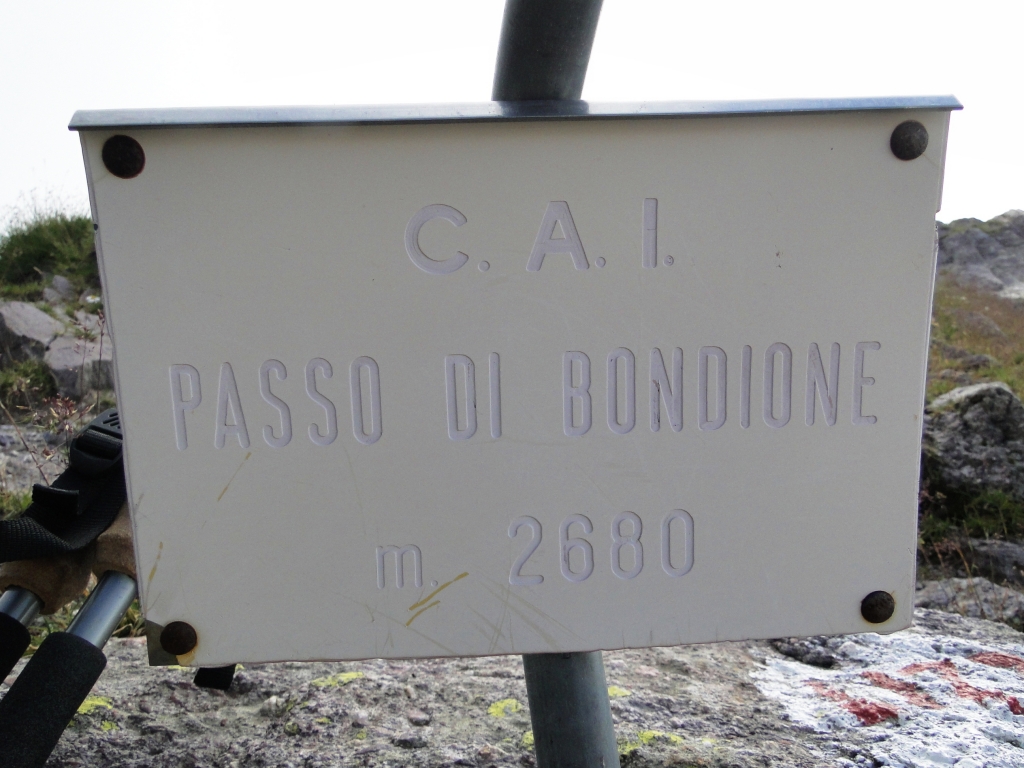 C. A. I.
PASSO DI BONDIONE
m. 2680